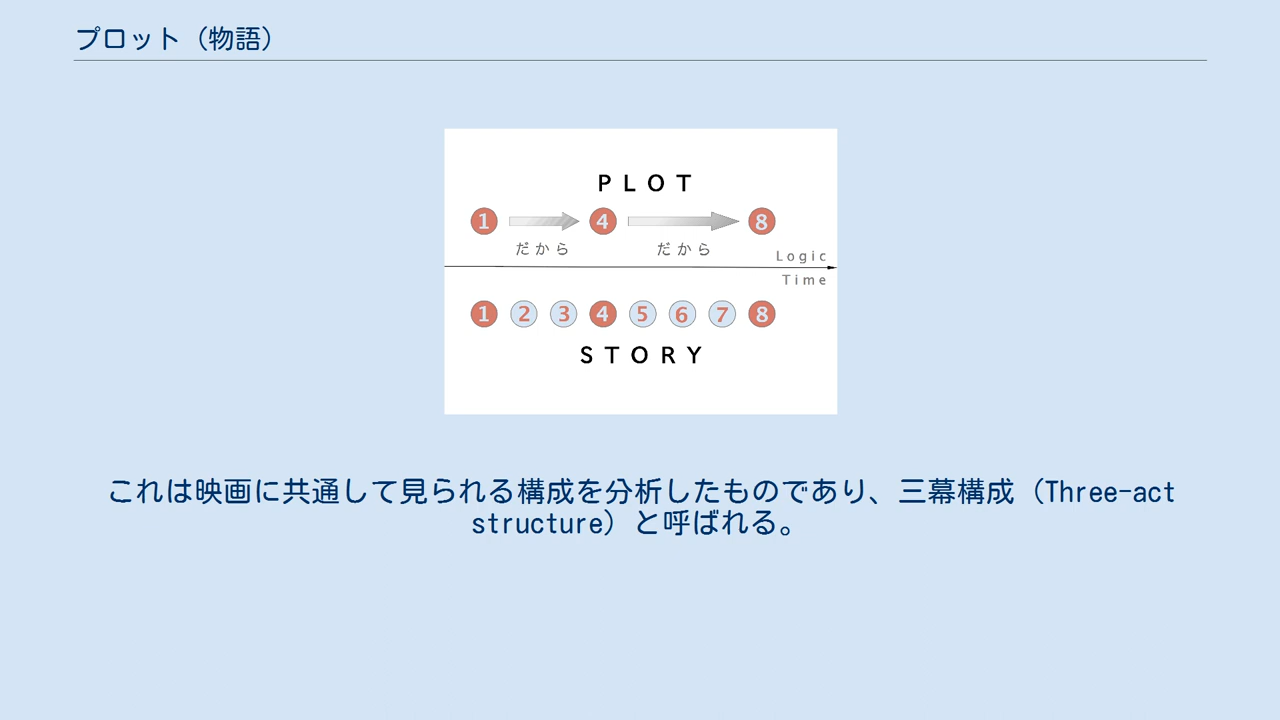 プロット（物語）
PLOT
1 4 8
だから だから
Logic
Time
1 2 3 4 5 6 7 8
STORY
これは映画に共通して見られる構成を分析したものであり、三幕構成（Three-act
structure）と呼ばれる。